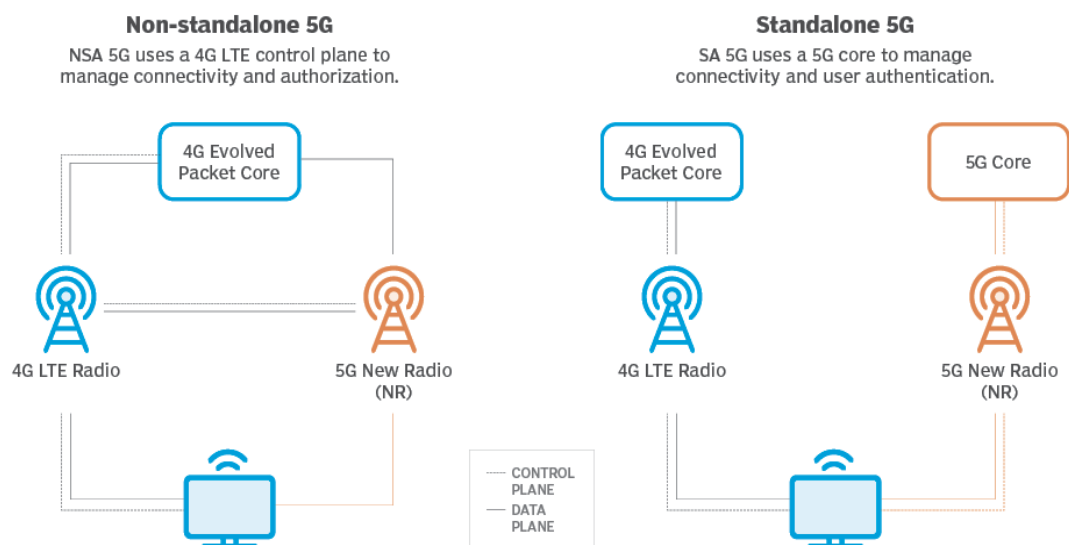 Non-standalone 5G
NSA 5G uses a 4G LTE control plane to
manage connectivity and authorization.
4G Evolved
Packet Core
4G LTE Radio
5G New Radio
(NR)
Standalone 5G
SA 5G uses a 5G core to manage
connectivity and user authentication.
4G Evolved
Packet Core
5G Core
4G LTE Radio
5G New Radio
(NR)
CONTROL
PLANE
DATA
PLANE